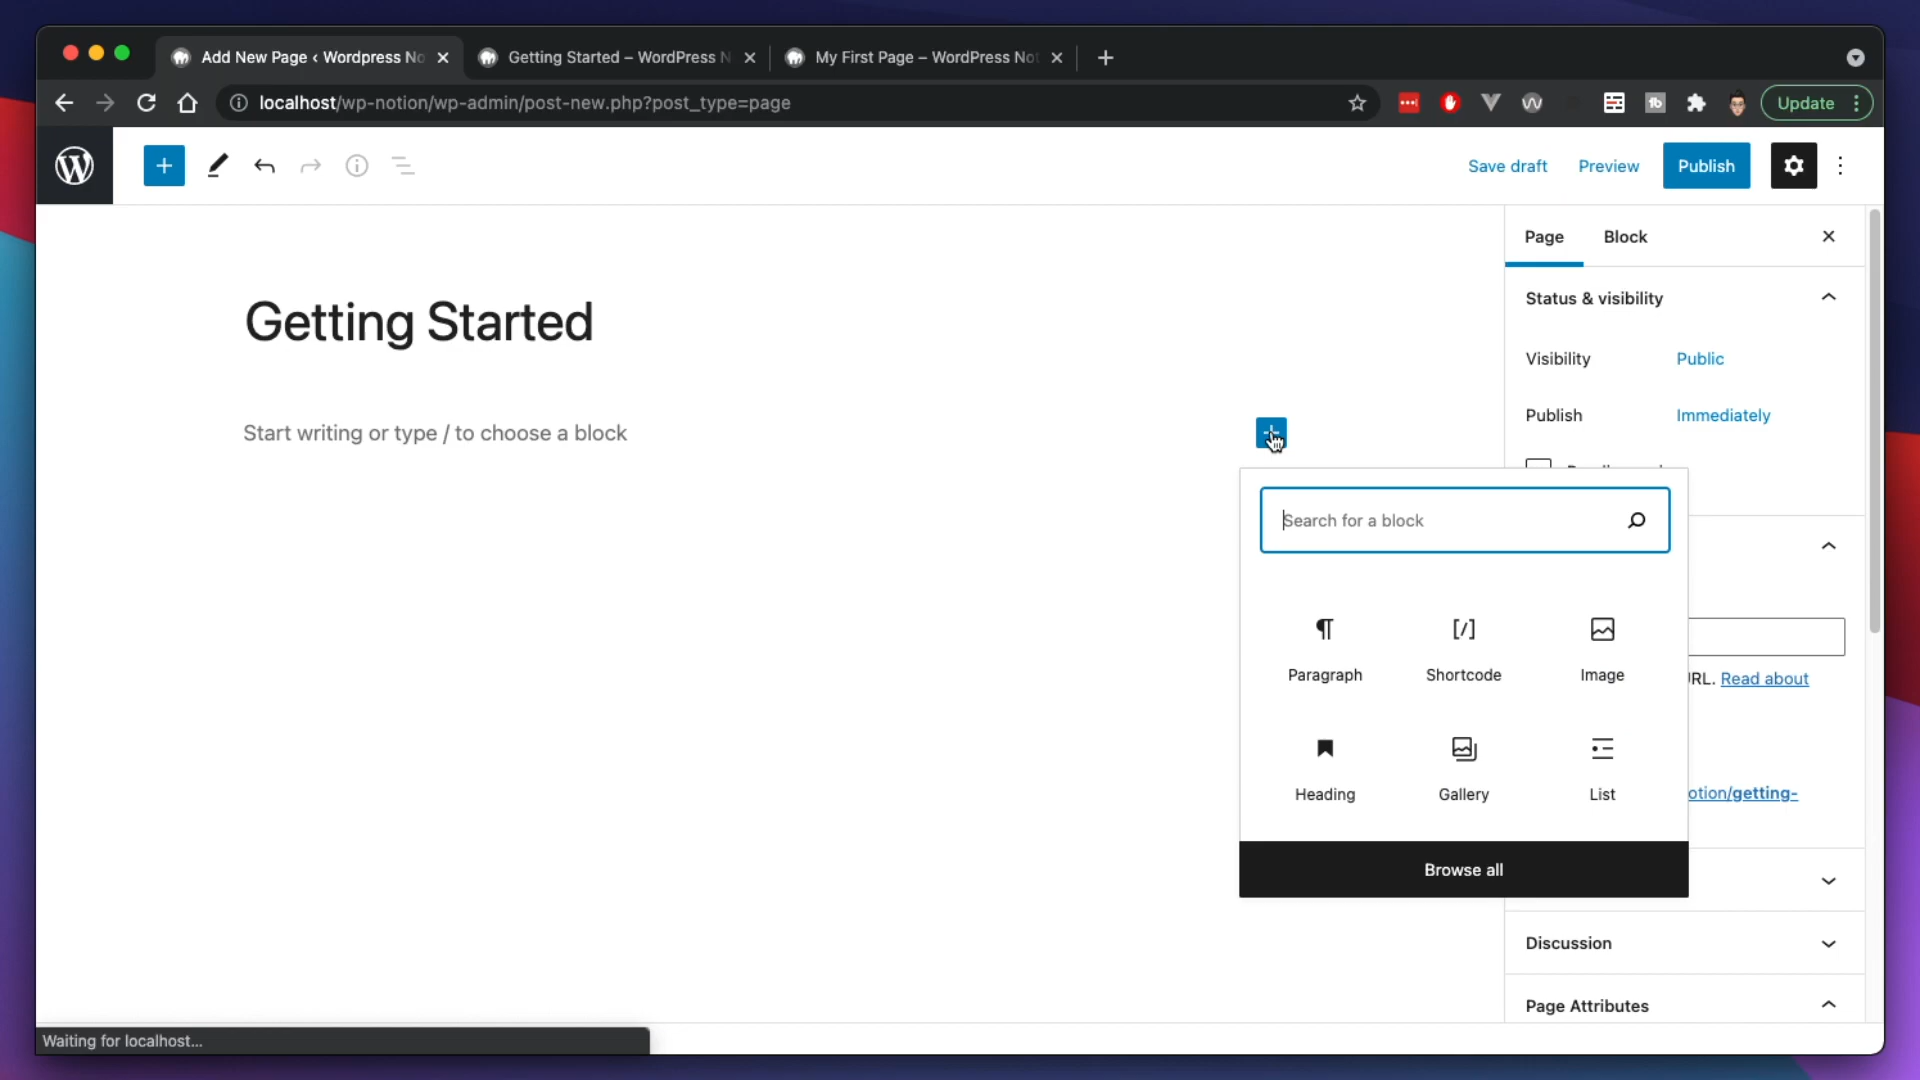 Add New Page ‹ Wordpress No
Getting Started – WordPress N
My First Page – WordPress Not
localhost/wp-notion/wp-admin/post-new.php?post_type=page
Update
Save draft
Preview
Publish
Page
Block
Getting Started
Status & visibility
Visibility
Public
Publish
Immediately
Start writing or type / to choose a block
Search for a block
Paragraph
Shortcode
Image
URL. Read about
Heading
Gallery
List
otion/getting-
Browse all
Discussion
Page Attributes
Waiting for localhost...